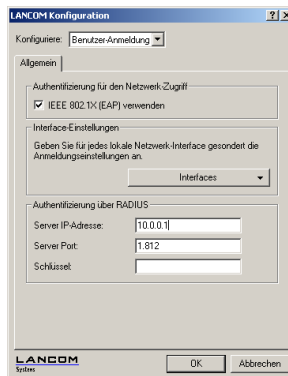 LANCOM Konfiguration
Konfiguriere: Benutzer-Anmeldung
Allgemein
Authentifizierung für den Netzwerk-Zugriff
IEEE 802.1X (EAP) verwenden
Interface-Einstellungen
Geben Sie für jedes lokale Netzwerk-Interface gesondert die
Anmeldungseinstellungen an.
Interfaces
Authentifizierung über RADIUS
Server IP-Adresse: 10.0.0.1
Server Port: 1.812
Schlüssel:
LANCOM
Systems
OK Abbrechen